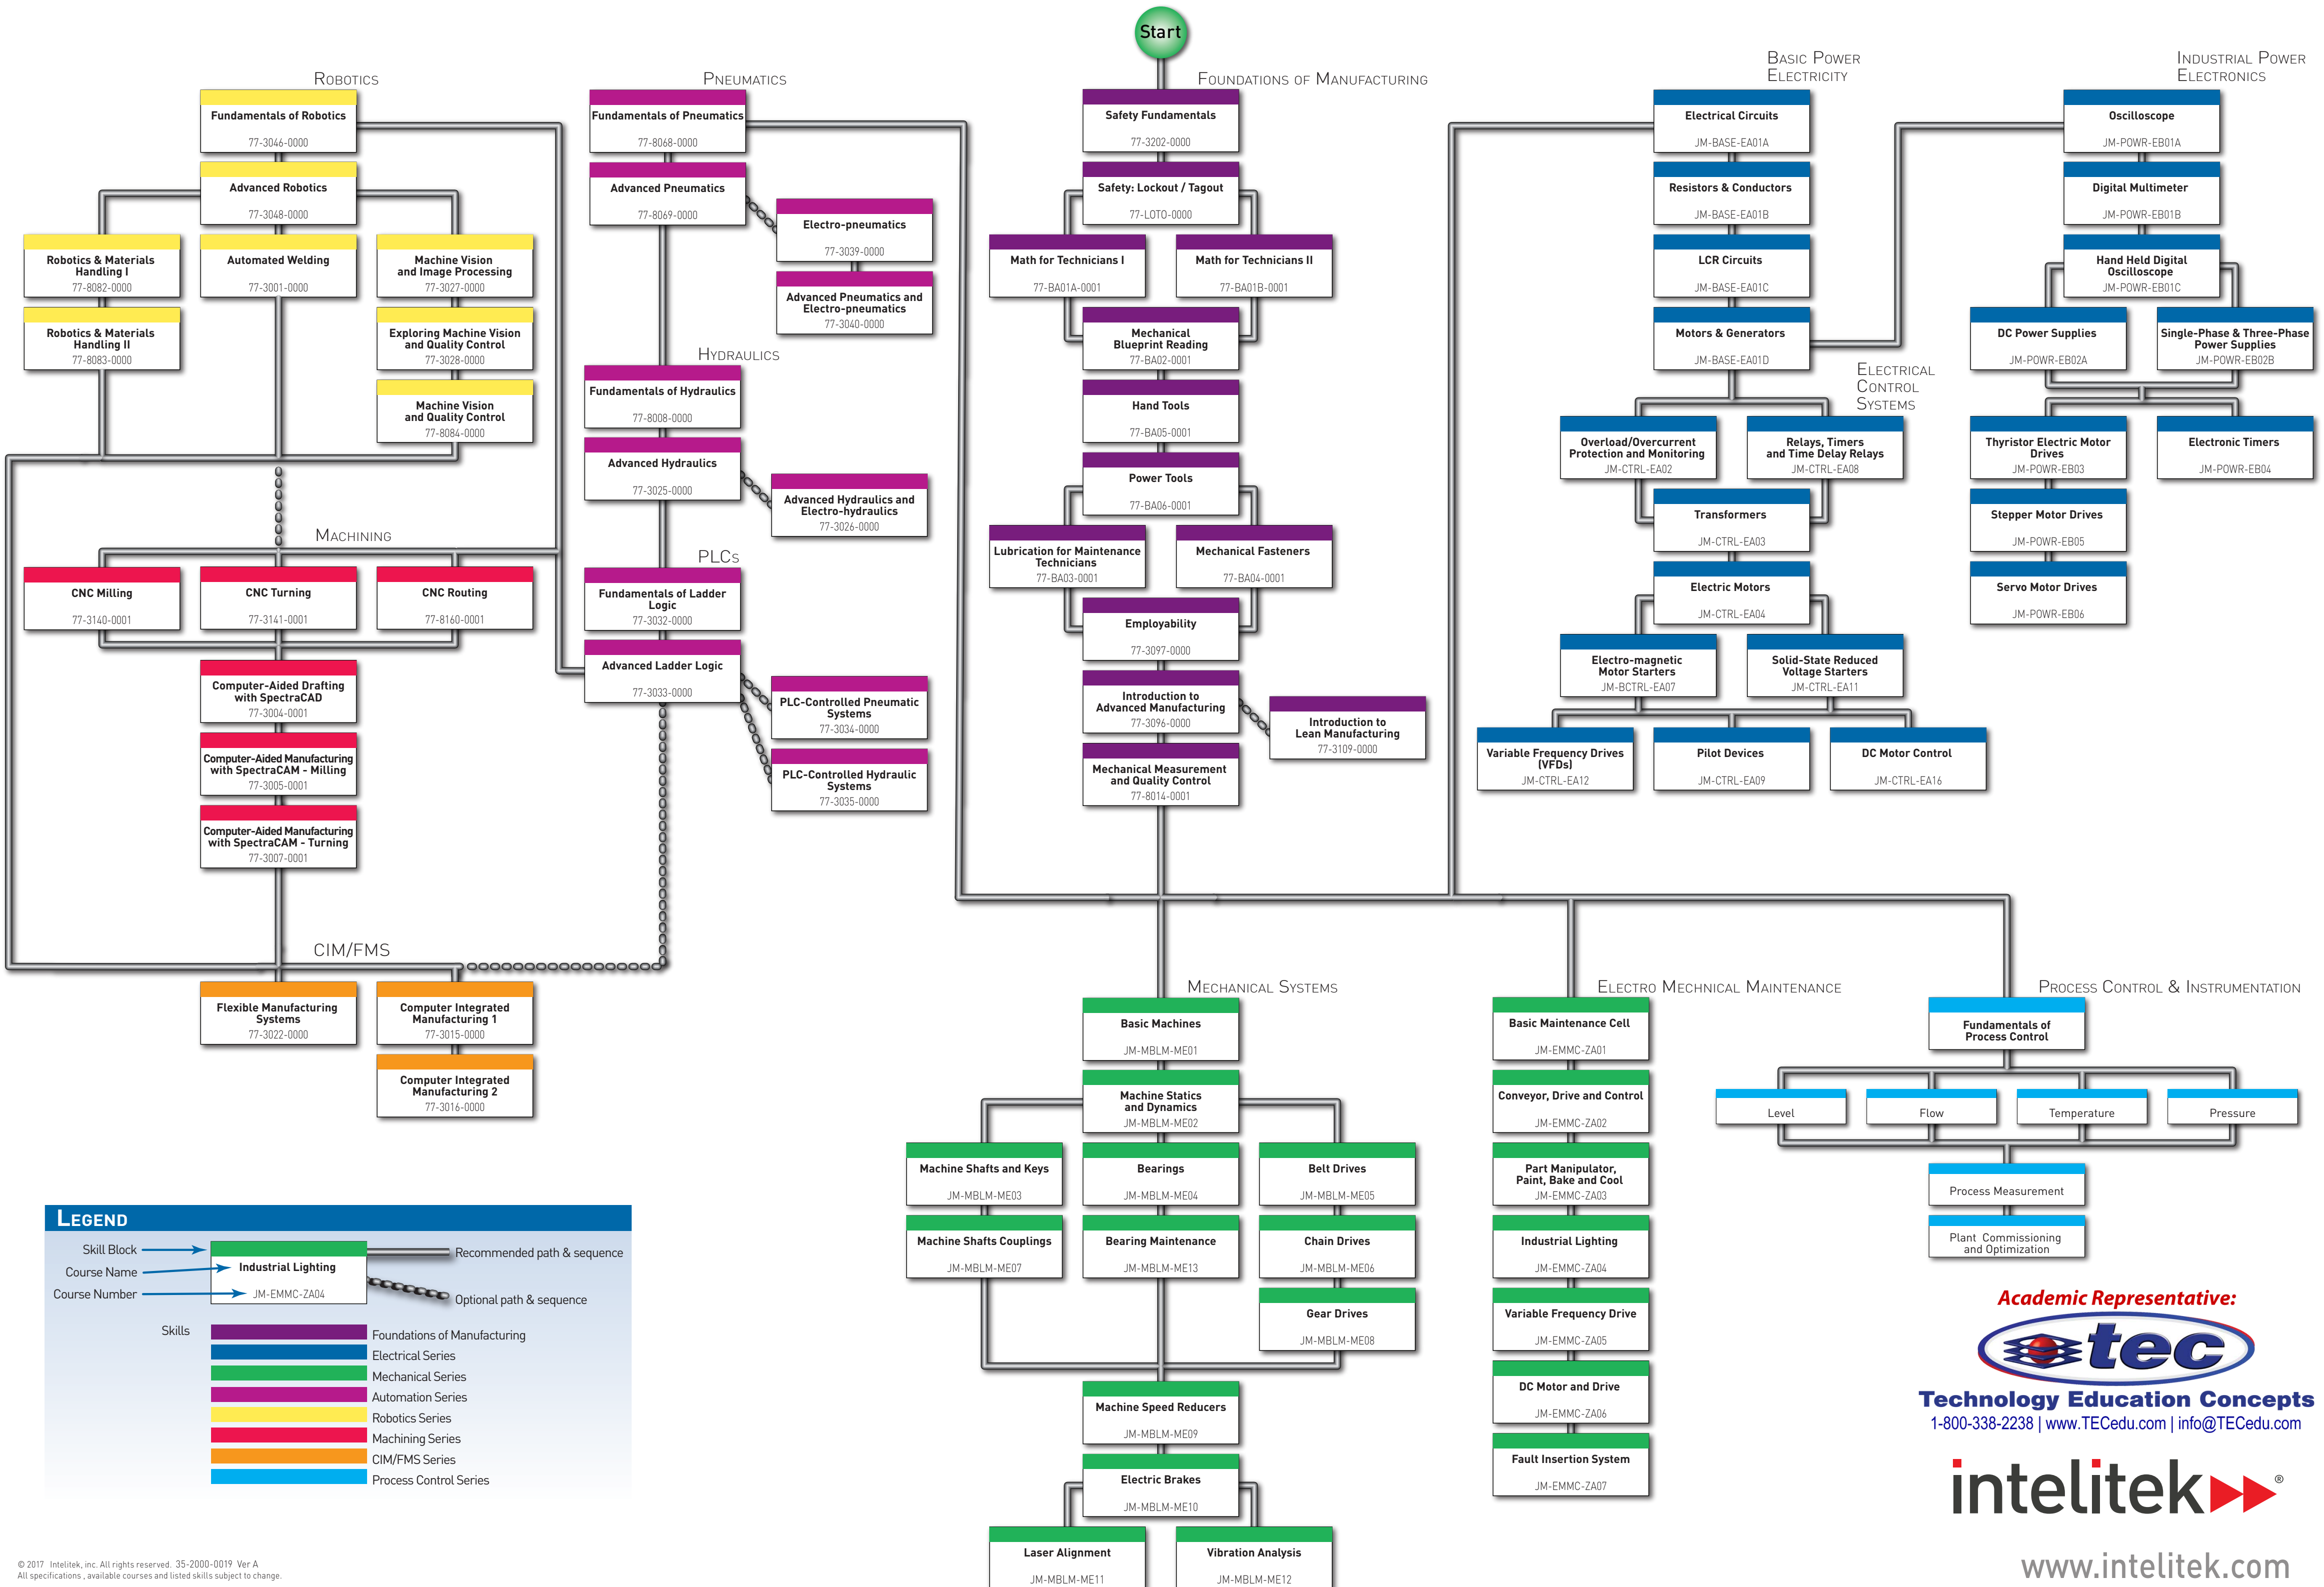 Start
ROBOTICS
Fundamentals of Robotics
77-3046-0000
Advanced Robotics
77-3048-0000
Robotics & Materials
Handling I
77-8082-0000
Automated Welding
77-3001-0000
Machine Vision
and Image Processing
77-3027-0000
Robotics & Materials
Handling II
77-8083-0000
Exploring Machine Vision
and Quality Control
77-3028-0000
Machine Vision
and Quality Control
77-8084-0000
MACHINING
CNC Milling
77-3140-0001
CNC Turning
77-3141-0001
CNC Routing
77-8160-0001
Computer-Aided Drafting
with SpectraCAD
77-3004-0001
Computer-Aided Manufacturing
with SpectraCAM - Milling
77-3005-0001
Computer-Aided Manufacturing
with SpectraCAM - Turning
77-3007-0001
CIM/FMS
Flexible Manufacturing
Systems
77-3022-0000
Computer Integrated
Manufacturing 1
77-3015-0000
Computer Integrated
Manufacturing 2
77-3016-0000
PNEUMATICS
Fundamentals of Pneumatics
77-8068-0000
Advanced Pneumatics
77-8069-0000
Electro-pneumatics
77-3039-0000
Advanced Pneumatics and
Electro-pneumatics
77-3040-0000
HYDRAULICS
Fundamentals of Hydraulics
77-8008-0000
Advanced Hydraulics
77-3025-0000
Advanced Hydraulics and
Electro-hydraulics
77-3026-0000
PLCS
Fundamentals of Ladder
Logic
77-3032-0000
Advanced Ladder Logic
77-3033-0000
PLC-Controlled Pneumatic
Systems
77-3034-0000
PLC-Controlled Hydraulic
Systems
77-3035-0000
FOUNDATIONS OF MANUFACTURING
Safety Fundamentals
77-3202-0000
Safety: Lockout / Tagout
77-LOTO-0000
Math for Technicians I
77-BA01A-0001
Math for Technicians II
77-BA01B-0001
Mechanical
Blueprint Reading
77-BA02-0001
Hand Tools
77-BA05-0001
Power Tools
77-BA06-0001
Lubrication for Maintenance
Technicians
77-BA03-0001
Mechanical Fasteners
77-BA04-0001
Employability
77-3097-0000
Introduction to
Advanced Manufacturing
77-3096-0000
Introduction to
Lean Manufacturing
77-3109-0000
Mechanical Measurement
and Quality Control
77-8014-0001
BASIC POWER
ELECTRICITY
Electrical Circuits
JM-BASE-EA01A
Resistors & Conductors
JM-BASE-EA01B
LCR Circuits
JM-BASE-EA01C
Motors & Generators
JM-BASE-EA01D
ELECTRICAL
CONTROL
SYSTEMS
Overload/Overcurrent
Protection and Monitoring
JM-CTRL-EA02
Relays, Timers
and Time Delay Relays
JM-CTRL-EA08
Transformers
JM-CTRL-EA03
Electric Motors
JM-CTRL-EA04
Electro-magnetic
Motor Starters
JM-BCTRL-EA07
Solid-State Reduced
Voltage Starters
JM-CTRL-EA11
Variable Frequency Drives
(VFDs)
JM-CTRL-EA12
Pilot Devices
JM-CTRL-EA09
DC Motor Control
JM-CTRL-EA16
INDUSTRIAL POWER
ELECTRONICS
Oscilloscope
JM-POWR-EB01A
Digital Multimeter
JM-POWR-EB01B
Hand Held Digital
Oscilloscope
JM-POWR-EB01C
DC Power Supplies
JM-POWR-EB02A
Single-Phase & Three-Phase
Power Supplies
JM-POWR-EB02B
Thyristor Electric Motor
Drives
JM-POWR-EB03
Electronic Timers
JM-POWR-EB04
Stepper Motor Drives
JM-POWR-EB05
Servo Motor Drives
JM-POWR-EB06
MECHANICAL SYSTEMS
Basic Machines
JM-MBLM-ME01
Machine Statics
and Dynamics
JM-MBLM-ME02
Machine Shafts and Keys
JM-MBLM-ME03
Bearings
JM-MBLM-ME04
Belt Drives
JM-MBLM-ME05
Machine Shafts Couplings
JM-MBLM-ME07
Bearing Maintenance
JM-MBLM-ME13
Chain Drives
JM-MBLM-ME06
Gear Drives
JM-MBLM-ME08
Machine Speed Reducers
JM-MBLM-ME09
Electric Brakes
JM-MBLM-ME10
Laser Alignment
JM-MBLM-ME11
Vibration Analysis
JM-MBLM-ME12
ELECTRO MECHNICAL MAINTENANCE
Basic Maintenance Cell
JM-EMMC-ZA01
Conveyor, Drive and Control
JM-EMMC-ZA02
Part Manipulator,
Paint, Bake and Cool
JM-EMMC-ZA03
Industrial Lighting
JM-EMMC-ZA04
Variable Frequency Drive
JM-EMMC-ZA05
DC Motor and Drive
JM-EMMC-ZA06
Fault Insertion System
JM-EMMC-ZA07
PROCESS CONTROL & INSTRUMENTATION
Fundamentals of
Process Control
Level
Flow
Temperature
Pressure
Process Measurement
Plant Commissioning
and Optimization
LEGEND
Skill Block
Course Name
Course Number
Industrial Lighting
JM-EMMC-ZA04
Recommended path & sequence
Optional path & sequence
Skills
Foundations of Manufacturing
Electrical Series
Mechanical Series
Automation Series
Robotics Series
Machining Series
CIM/FMS Series
Process Control Series
Academic Representative:
tec
Technology Education Concepts
1-800-338-2238 | www.TECedu.com | info@TECedu.com
intelitek®
www.intelitek.com
© 2017 Intelitek, inc. All rights reserved. 35-2000-0019 Ver A
All specifications , available courses and listed skills subject to change.